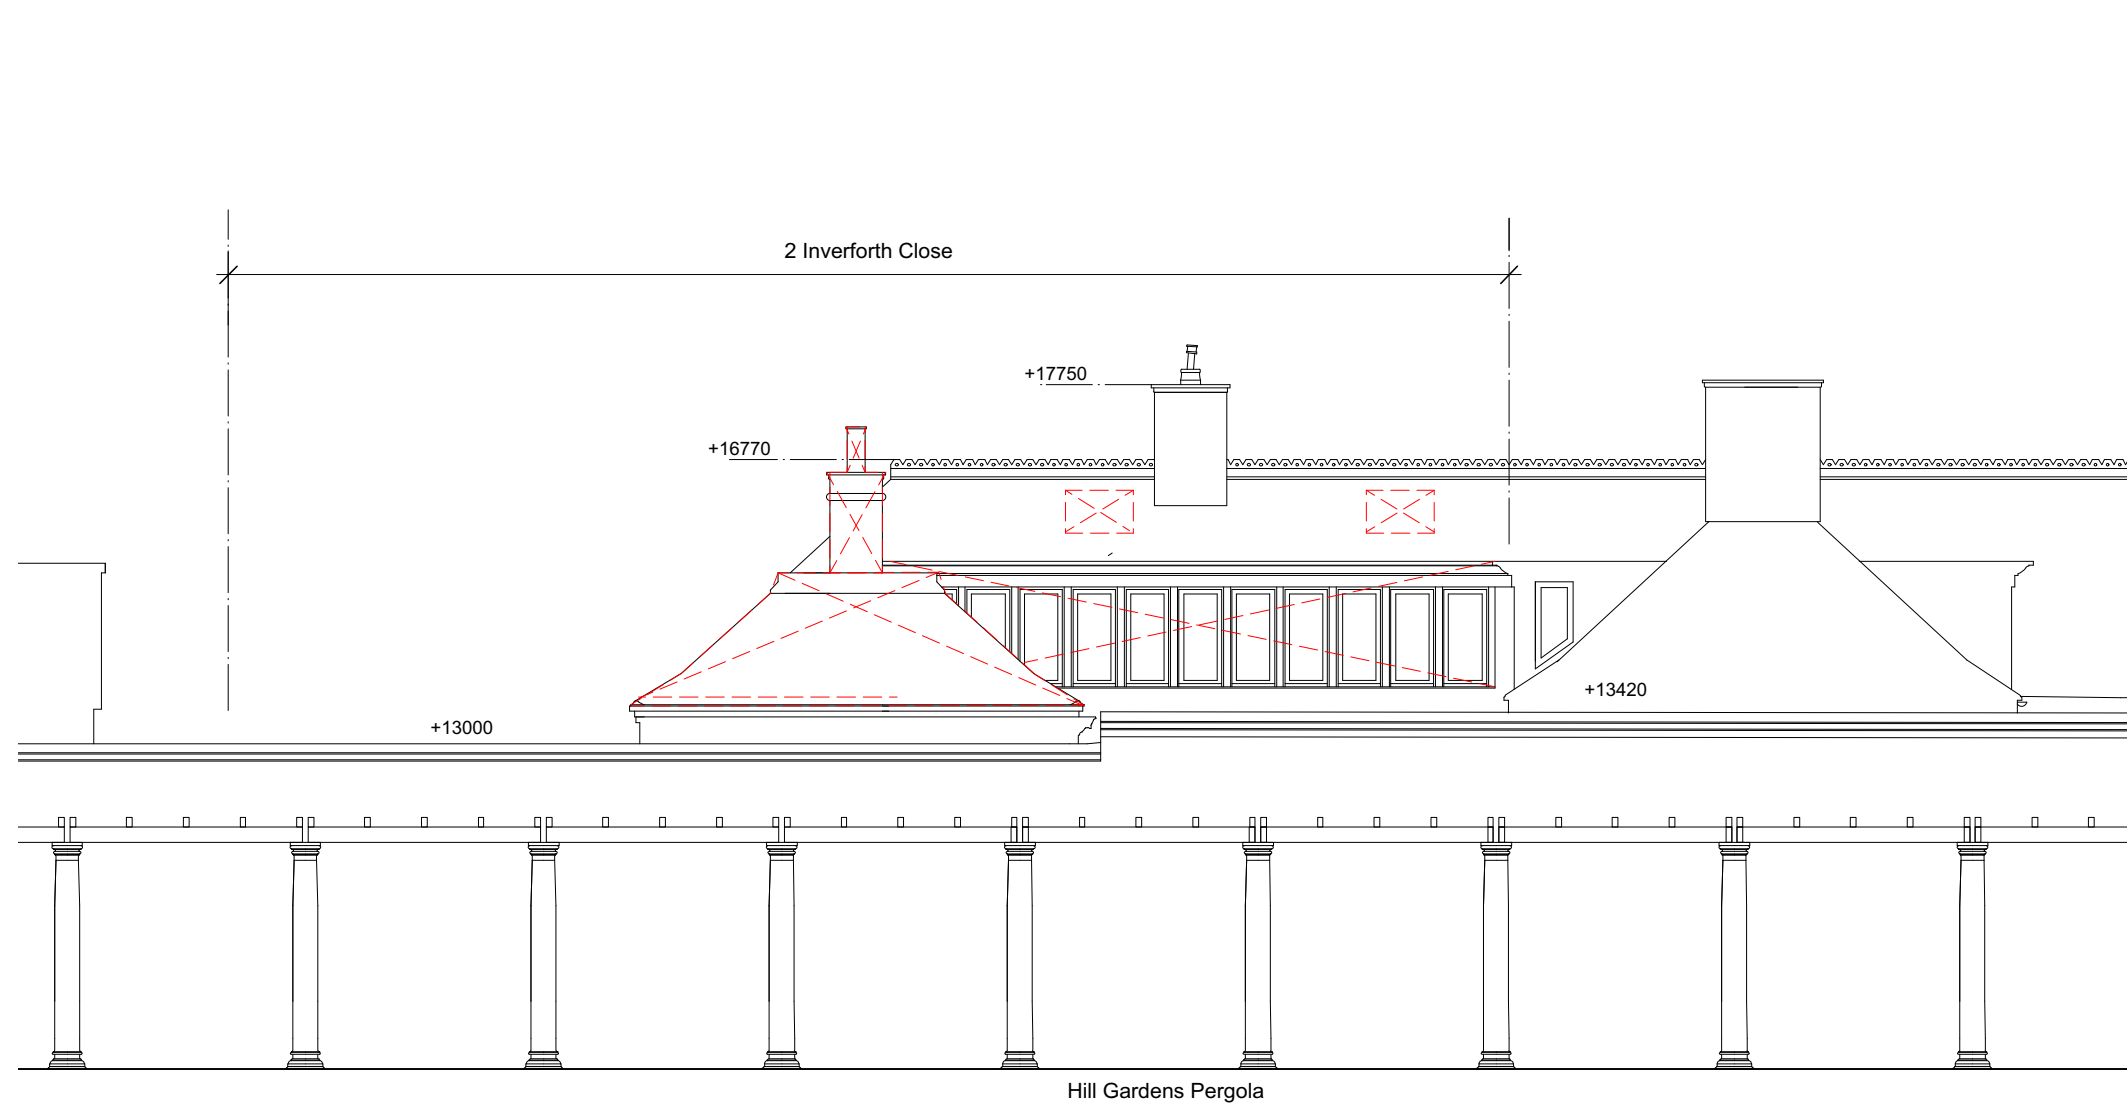 2 Inverforth Close
+17750
+16770
+13420
+13000
Hill Gardens Pergola